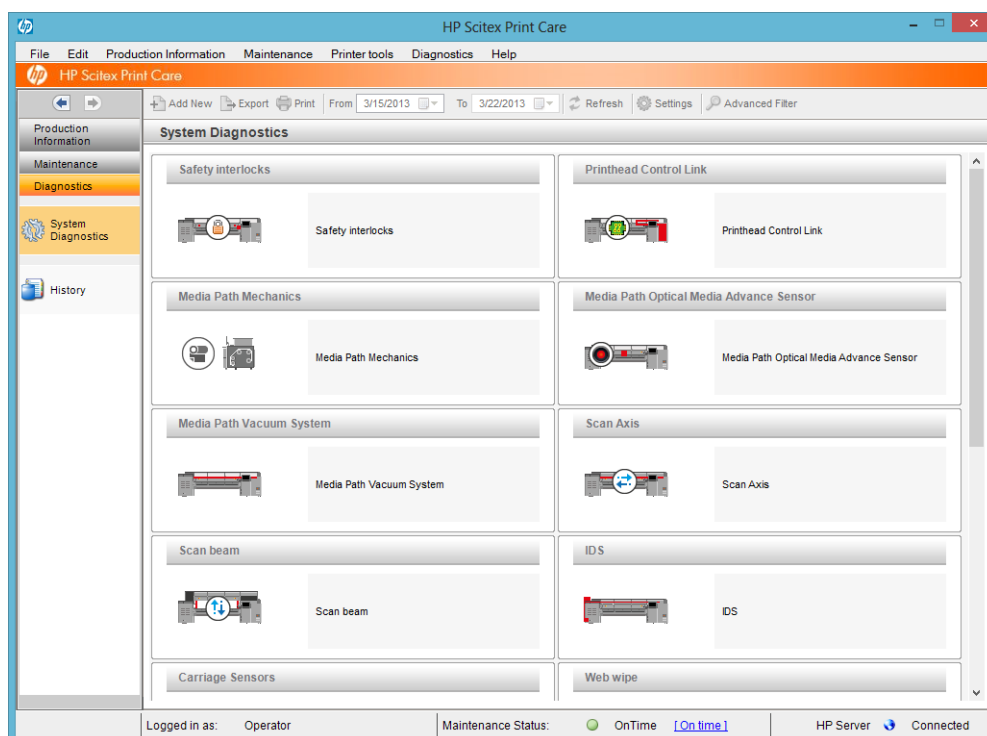 hp
HP Scitex Print Care
File Edit Production Information Maintenance Printer tools Diagnostics Help
hp HP Scitex Print Care
Add New Export Print From 3/15/2013 To 3/22/2013 Refresh Settings Advanced Filter
Production
Information
Maintenance
Diagnostics
System
Diagnostics
History
System Diagnostics
Safety interlocks
Safety interlocks
Printhead Control Link
Printhead Control Link
Media Path Mechanics
Media Path Mechanics
Media Path Optical Media Advance Sensor
Media Path Optical Media Advance Sensor
Media Path Vacuum System
Media Path Vacuum System
Scan Axis
Scan Axis
Scan beam
Scan beam
IDS
IDS
Carriage Sensors
Web wipe
Logged in as: Operator Maintenance Status: OnTime [ On time ] HP Server Connected